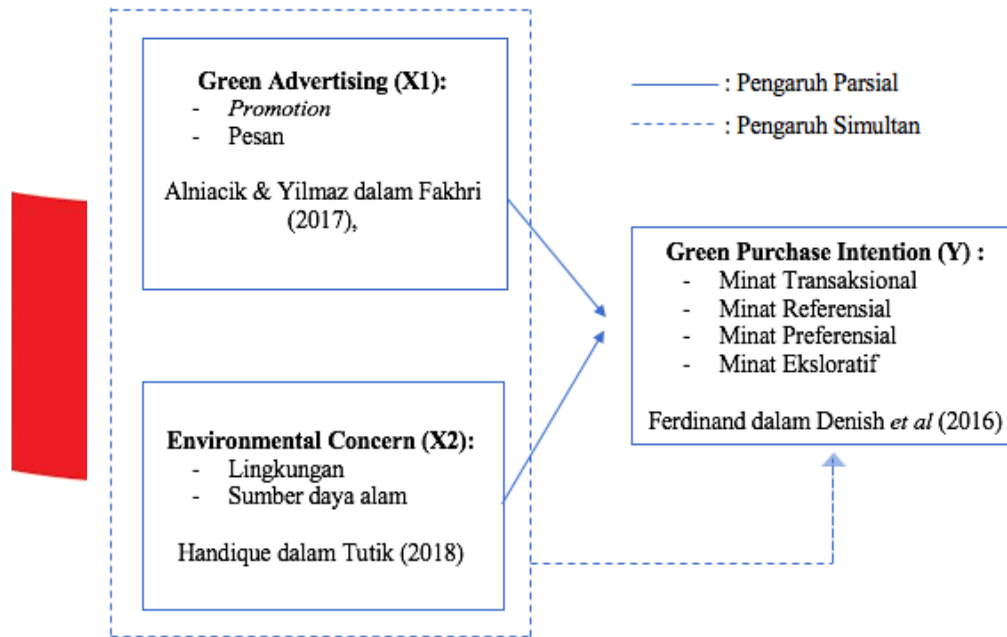 Green Advertising (X1):
- Promotion
- Pesan
Alniacik & Yilmaz dalam Fakhri
(2017),
Environmental Concern (X2):
- Lingkungan
- Sumber daya alam
Handique dalam Tutik (2018)
: Pengaruh Parsial
: Pengaruh Simultan
Green Purchase Intention (Y) :
- Minat Transaksional
- Minat Referensial
- Minat Preferensial
- Minat Eksloratif
Ferdinand dalam Denish et al (2016)